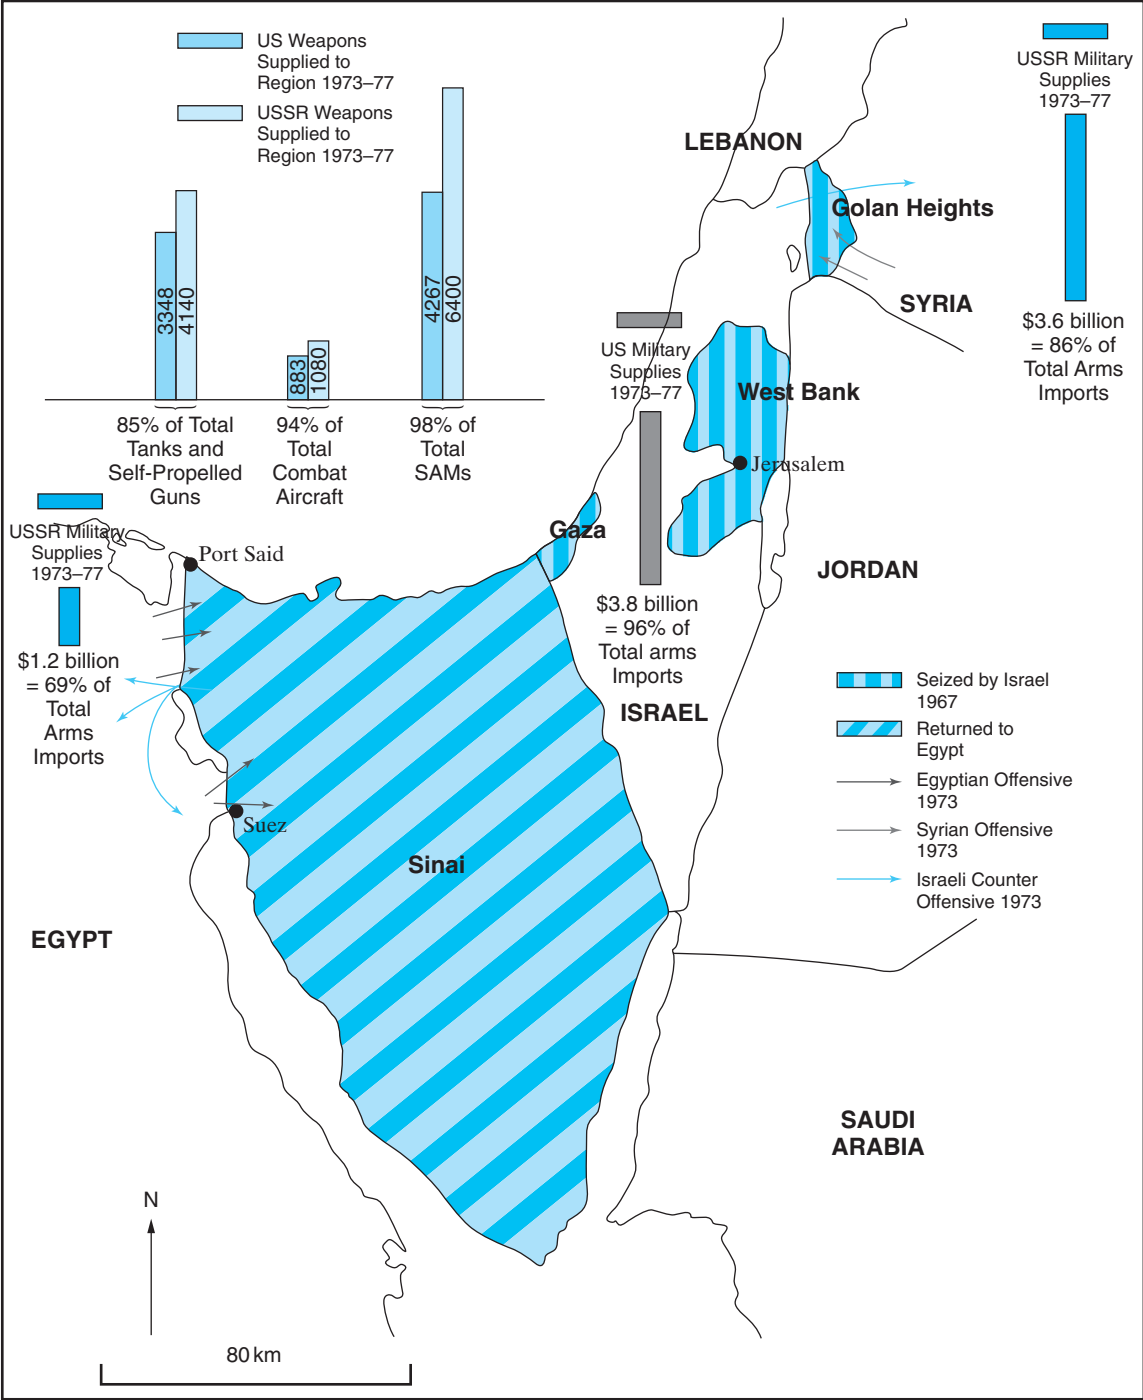 US Weapons
Supplied to
Region 1973–77
USSR Weapons
Supplied to
Region 1973–77
3348
4140
883
1080
4267
6400
85% of Total
Tanks and
Self-Propelled
Guns
94% of
Total
Combat
Aircraft
98% of
Total
SAMs
USSR Military
Supplies
1973–77
$3.6 billion
= 86% of
Total Arms
Imports
LEBANON
Golan Heights
SYRIA
US Military
Supplies
1973–77
West Bank
Jerusalem
Gaza
$3.8 billion
= 96% of
Total arms
Imports
ISRAEL
JORDAN
USSR Military
Supplies
1973–77
$1.2 billion
= 69% of
Total
Arms
Imports
Port Said
Suez
Sinai
EGYPT
SAUDI
ARABIA
Seized by Israel
1967
Returned to
Egypt
Egyptian Offensive
1973
Syrian Offensive
1973
Israeli Counter
Offensive 1973
N
80 km